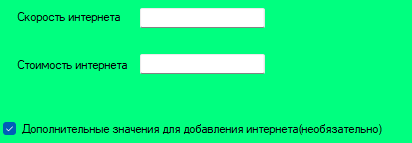 Скорость интернета
Стоимость интернета
Дополнительные значения для добавления интернета(необязательно)